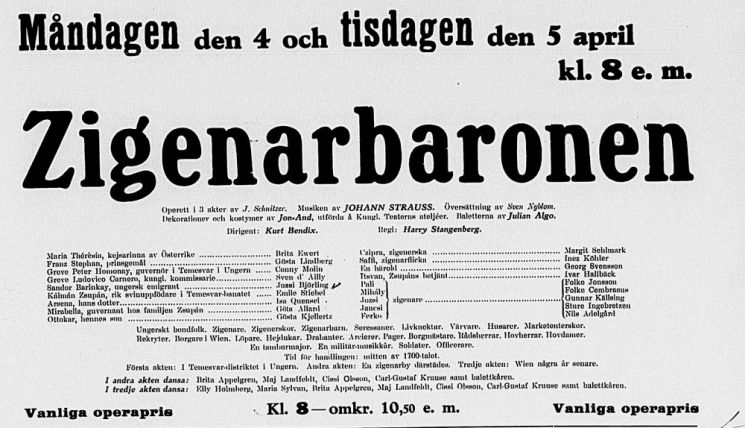 Måndagen den 4 och tisdagen den 5 april
kl. 8 e. m.
Zigenarbaronen
Operett i 3 akter av J. Schnitzer. Musiken av JOHANN STRAUSS. Översättning av Sven Nyblom.
Dekorationer och kostymer av Jon-And, utförda å Kungl. Teaterns ateljéer. Baletterna av Julian Algo.
Dirigent: Kurt Bendix. Regi: Harry Stangenberg.
Maria Thérèsin, kejsarinna av Österrike Brita Ewert
Franz Stephan, prinsgemål Gösta Lindberg
Greve Peter Homonay, guvernör i Temesvar i Ungern Conny Molin
Greve Ludovico Carnero, kungl. kommissarie Sven d' Ailly
Sandor Barinkay, ungersk emigrant Jussi Björling
Kálmán Zsupán, rik svinuppfödare i Temesvar-banatet Emile Stiebel
Arsena, hans dotter Isa Quensel
Mirabella, guvernant hos familjen Zsupán Göta Allard
Ottokar, hennes son Gösta Kjellertz
Czipra, zigenerska Margit Sehlmark
Saffi, zigenarflicka Inez Köhler
En härold Georg Svensson
Istvan, Zsupáns betjänt Ivar Hallbäck
Pali Folke Jonsson
Mihály Folke Cembraeus
Jozsi zigenare Gunnar Källsing
Jancsi Sture Ingebretzen
Ferko Nils Adelgård
Ungerskt bondfolk. Zigenare. Zigenerskor. Zigenarbarn. Seressaner. Livknektar. Värvare. Husarer. Marketenterskor.
Rekryter. Borgare i Wien. Löpare. Hejdukar. Drabanter. Arcierer. Pager. Borgmästare. Rådsherrar. Hovherrar. Hovdamer.
En tamburmajor. En militär-musikkår. Soldater. Officerare.
Tid för handlingen: mitten av 1700-talet.
Första akten: I Temesvar-distriktet i Ungern. Andra akten: En zigenarby därstädes. Tredje akten: Wien några år senare.
I andra akten dansa: Brita Appelgren, Maj Landfeldt, Cissi Olsson, Carl-Gustaf Kruuse samt balettkåren.
I tredje akten dansa: Elly Holmberg, Maria Sylvan, Brita Appelgren, Maj Landfeldt, Cissi Olsson, Carl-Gustaf Kruuse samt balettkåren.
Vanliga operapris Kl. 8—omkr. 10,50 e. m. Vanliga operapris